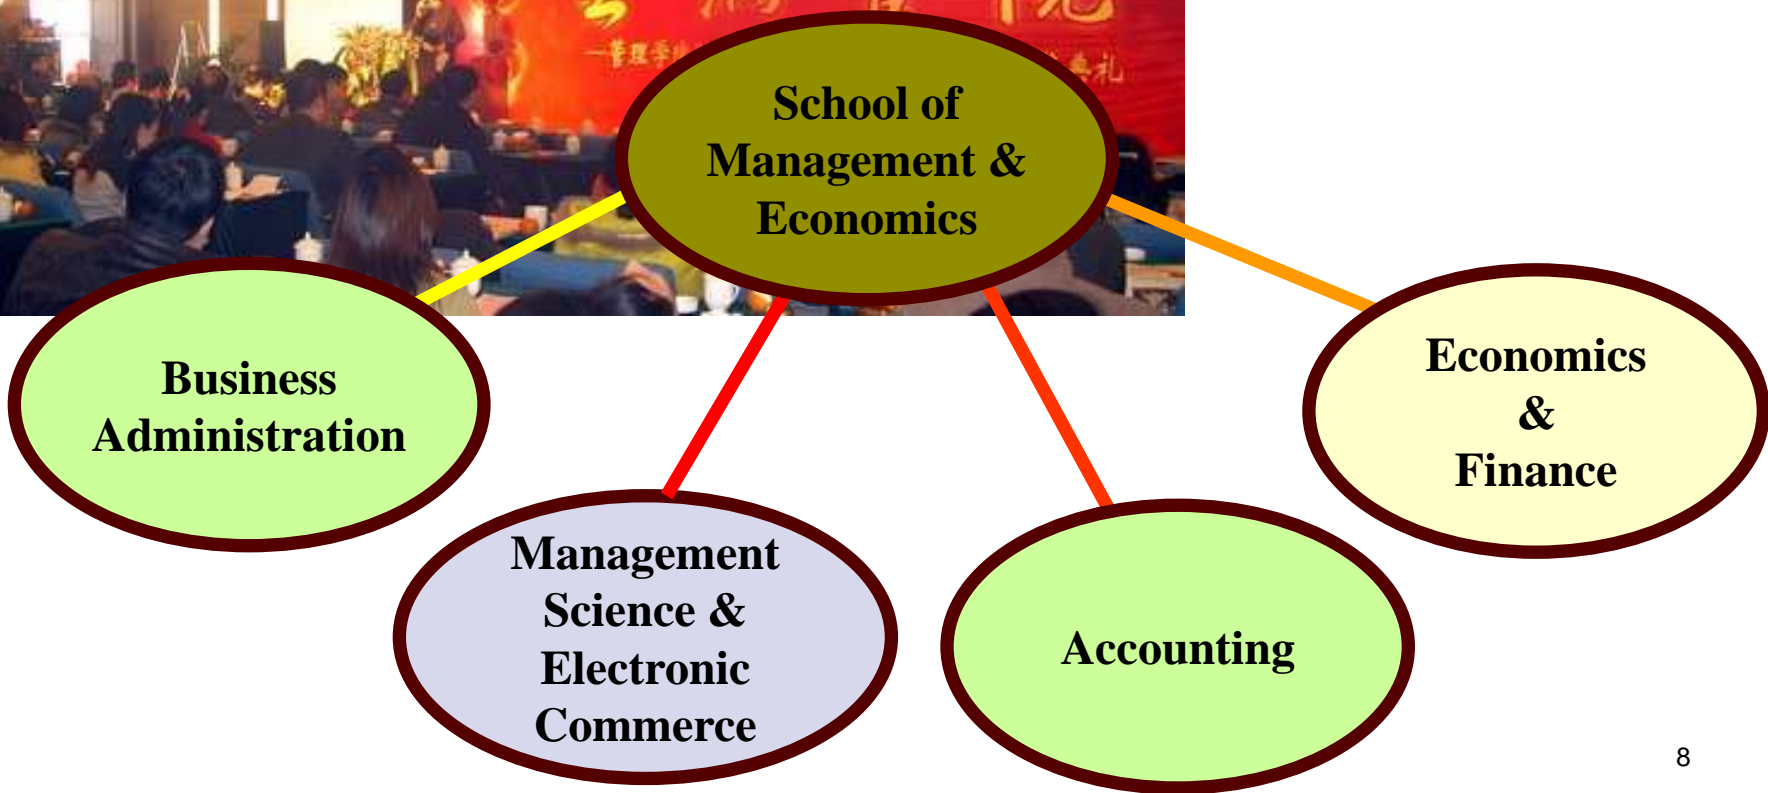 School of
Management &
Economics
Business
Administration
Economics
&
Finance
Management
Science &
Electronic
Commerce
Accounting
8